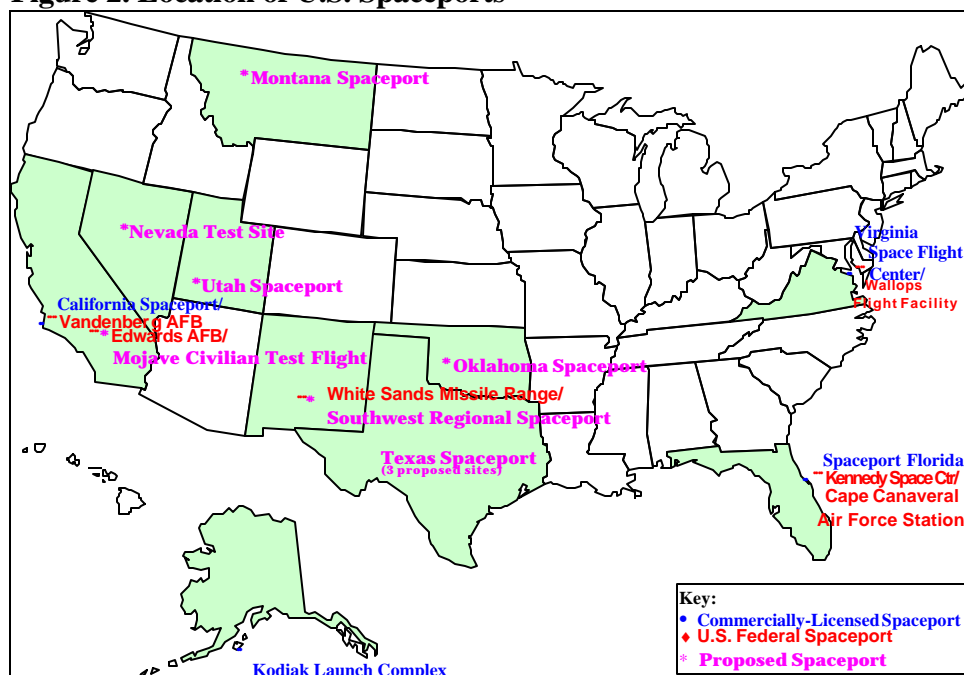 Figure 2. Location of U.S. Spaceports
*Montana Spaceport
*Nevada Test Site
*Utah Spaceport
California Spaceport/
--Vandenberg AFB
--*Edwards AFB/
Mojave Civilian Test Flight
*Oklahoma Spaceport
--* White Sands Missile Range/
Southwest Regional Spaceport
Texas Spaceport
(3 proposed sites)
Virginia
Space Flight
Center/
--Wallops
Flight Facility
Spaceport Florida
--Kennedy Space Ctr/
Cape Canaveral
Air Force Station
Kodiak Launch Complex
Key:
• Commercially-Licensed Spaceport
♦ U.S. Federal Spaceport
* Proposed Spaceport